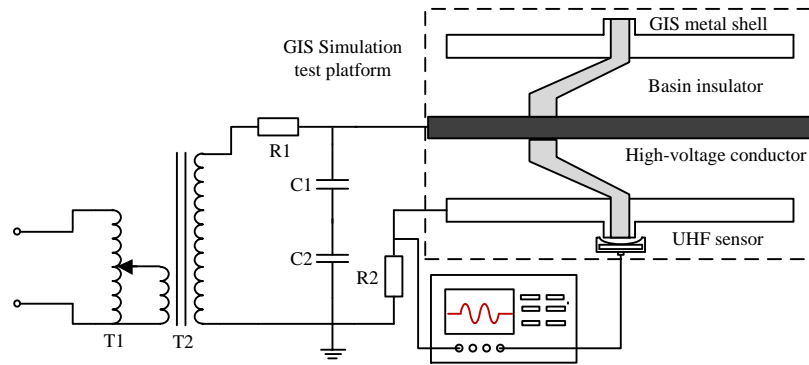 GIS Simulation
test platform
GIS metal shell
Basin insulator
High-voltage conductor
UHF sensor
R1
C1
C2
R2
T1
T2